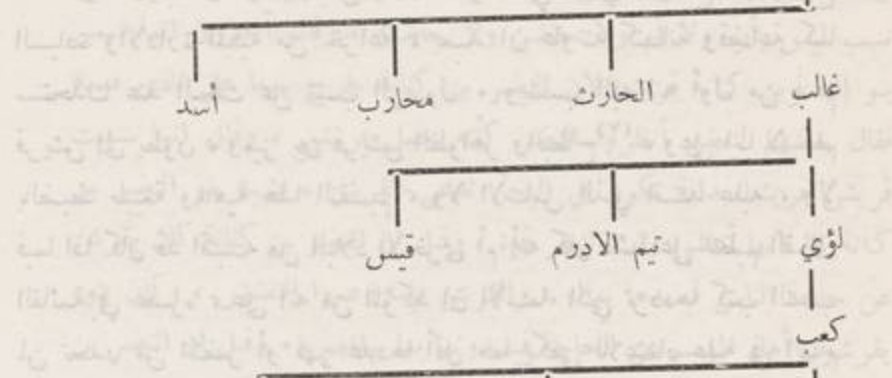 غالب الحارث محارب أسد
لؤي تيم الادرم قيس
كعب